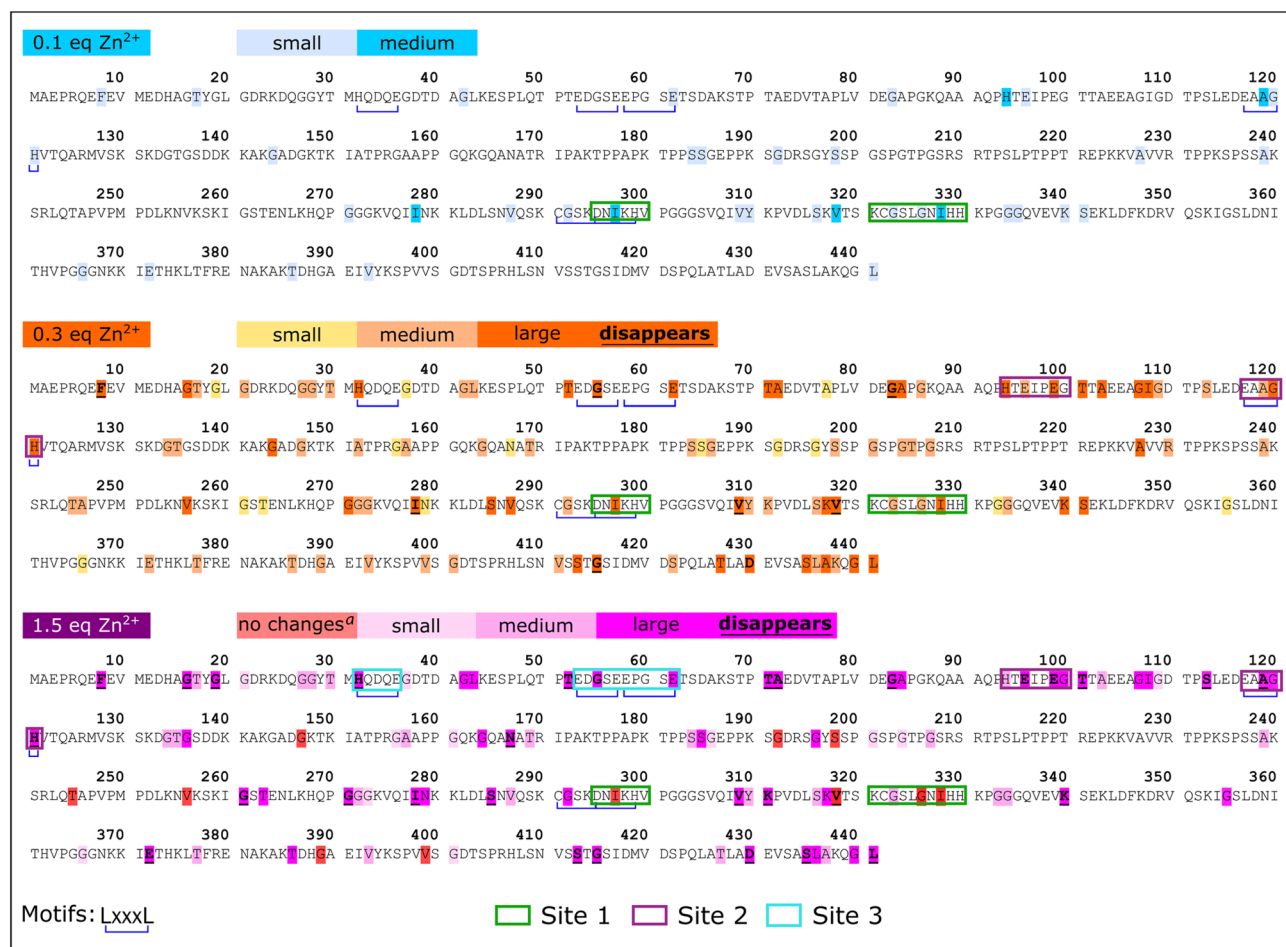 0.1 eq Zn²⁺ small medium
10 20 30 40 50 60 70 80 90 100 110 120
MAEPRQEFEV MEDHAGTYGL GDRKDQGGYT MHQDQEGDTD AGLKESPLQT PTEDGSEEPG SETSDAKSTP TAEDVTAPLV DEGAPGKQAA AQPHTEIPEG TTAEEAGIGD TPSLEDEAAG
130 140 150 160 170 180 190 200 210 220 230 240
HVTQARMVSK SKDGTGSDDK KAKGADGKTK IATPRGAAPP GQKGQANATR IPAKTPPAPK TPPSSGEPPK SGDRSGYSSP GSPGTPGSRS RTPSLPTPPT REPKKVAVVR TPPKSPSSAK
250 260 270 280 290 300 310 320 330 340 350 360
SRLQTAPVPM PDLKNVKSKI GSTENLKHQP GGGKVQIINK KLDLSNVQSK CGSKDNIKHV PGGGSVQIVY KPVDLSKVTS KCGSLGNIHH KPGGGQVEVK SEKLDFKDRV QSKIGSLDNI
370 380 390 400 410 420 430 440
THVPGGGNKK IETHKLTFRE NAKAKTDHGA EIVYKSPVVS GDTSPRHLSN VSSTGSIDMV DSPQLATLAD EVSASLAKQG L
0.3 eq Zn²⁺ small medium large disappears
10 20 30 40 50 60 70 80 90 100 110 120
MAEPRQEFEV MEDHAGTYGL GDRKDQGGYT MHQDQEGDTD AGLKESPLQT PTEDGSEEPG SETSDAKSTP TAEDVTAPLV DEGAPGKQAA AQPHTEIPEG TTAEEAGIGD TPSLEDEAAG
130 140 150 160 170 180 190 200 210 220 230 240
HVTQARMVSK SKDGTGSDDK KAKGADGKTK IATPRGAAPP GQKGQANATR IPAKTPPAPK TPPSSGEPPK SGDRSGYSSP GSPGTPGSRS RTPSLPTPPT REPKKVAVVR TPPKSPSSAK
250 260 270 280 290 300 310 320 330 340 350 360
SRLQTAPVPM PDLKNVKSKI GSTENLKHQP GGGKVQIINK KLDLSNVQSK CGSKDNIKHV PGGGSVQIVY KPVDLSKVTS KCGSLGNIHH KPGGGQVEVK SEKLDFKDRV QSKIGSLDNI
370 380 390 400 410 420 430 440
THVPGGGNKK IETHKLTFRE NAKAKTDHGA EIVYKSPVVS GDTSPRHLSN VSSTGSIDMV DSPQLATLAD EVSASLAKQG L
1.5 eq Zn²⁺ no changesᵃ small medium large disappears
10 20 30 40 50 60 70 80 90 100 110 120
MAEPRQEFEV MEDHAGTYGL GDRKDQGGYT MHQDQEGDTD AGLKESPLQT PTEDGSEEPG SETSDAKSTP TAEDVTAPLV DEGAPGKQAA AQPHTEIPEG TTAEEAGIGD TPSLEDEAAG
130 140 150 160 170 180 190 200 210 220 230 240
HVTQARMVSK SKDGTGSDDK KAKGADGKTK IATPRGAAPP GQKGQANATR IPAKTPPAPK TPPSSGEPPK SGDRSGYSSP GSPGTPGSRS RTPSLPTPPT REPKKVAVVR TPPKSPSSAK
250 260 270 280 290 300 310 320 330 340 350 360
SRLQTAPVPM PDLKNVKSKI GSTENLKHQP GGGKVQIINK KLDLSNVQSK CGSKDNIKHV PGGGSVQIVY KPVDLSKVTS KCGSLGNIHH KPGGGQVEVK SEKLDFKDRV QSKIGSLDNI
370 380 390 400 410 420 430 440
THVPGGGNKK IETHKLTFRE NAKAKTDHGA EIVYKSPVVS GDTSPRHLSN VSSTGSIDMV DSPQLATLAD EVSASLAKQG L
Motifs: LxxxL Site 1 Site 2 Site 3